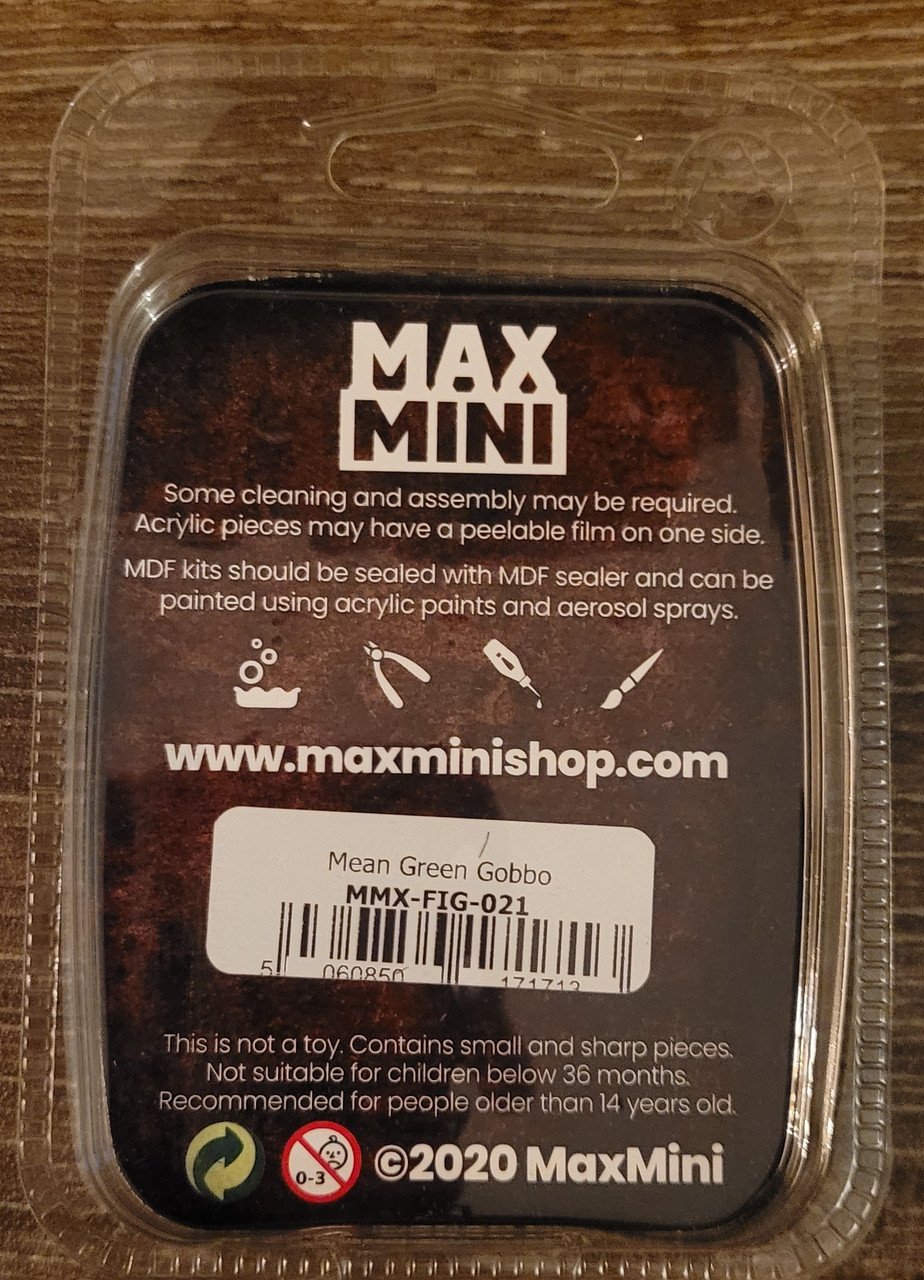 MAX
MINI
Some cleaning and assembly may be required.
Acrylic pieces may have a peelable film on one side.
MDF kits should be sealed with MDF sealer and can be
painted using acrylic paints and aerosol sprays.
www.maxminishop.com
Mean Green Gobbo
MMX-FIG-021
5 060850 171713
This is not a toy. Contains small and sharp pieces.
Not suitable for children below 36 months.
Recommended for people older than 14 years old.
0-3 ©2020 MaxMini